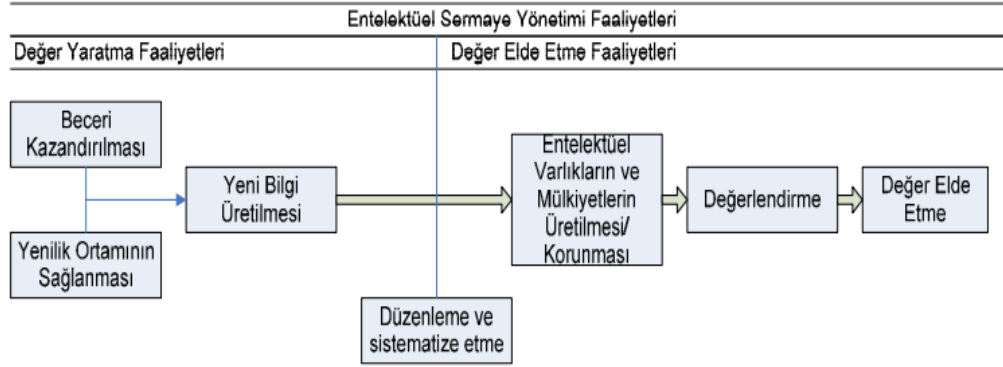 Entelektüel Sermaye Yönetimi Faaliyetleri
Değer Yaratma Faaliyetleri
Değer Elde Etme Faaliyetleri
Beceri
Kazandırılması
Yenilik Ortamının
Sağlanması
Yeni Bilgi
Üretilmesi
Düzenleme ve
sistematize etme
Entelektüel
Varlıkların ve
Mülkiyetlerin
Üretilmesi/
Korunması
Değerlendirme
Değer Elde
Etme